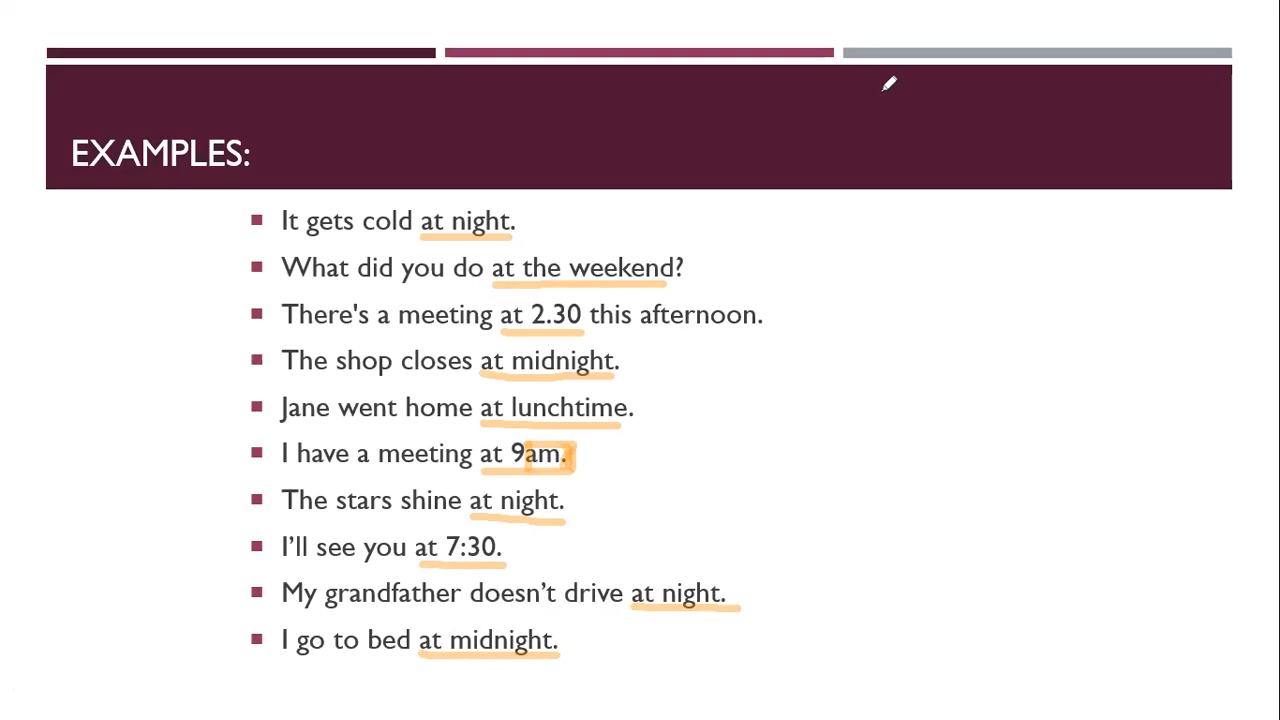 EXAMPLES:
It gets cold at night.
What did you do at the weekend?
There's a meeting at 2.30 this afternoon.
The shop closes at midnight.
Jane went home at lunchtime.
I have a meeting at 9am.
The stars shine at night.
I’ll see you at 7:30.
My grandfather doesn’t drive at night.
I go to bed at midnight.